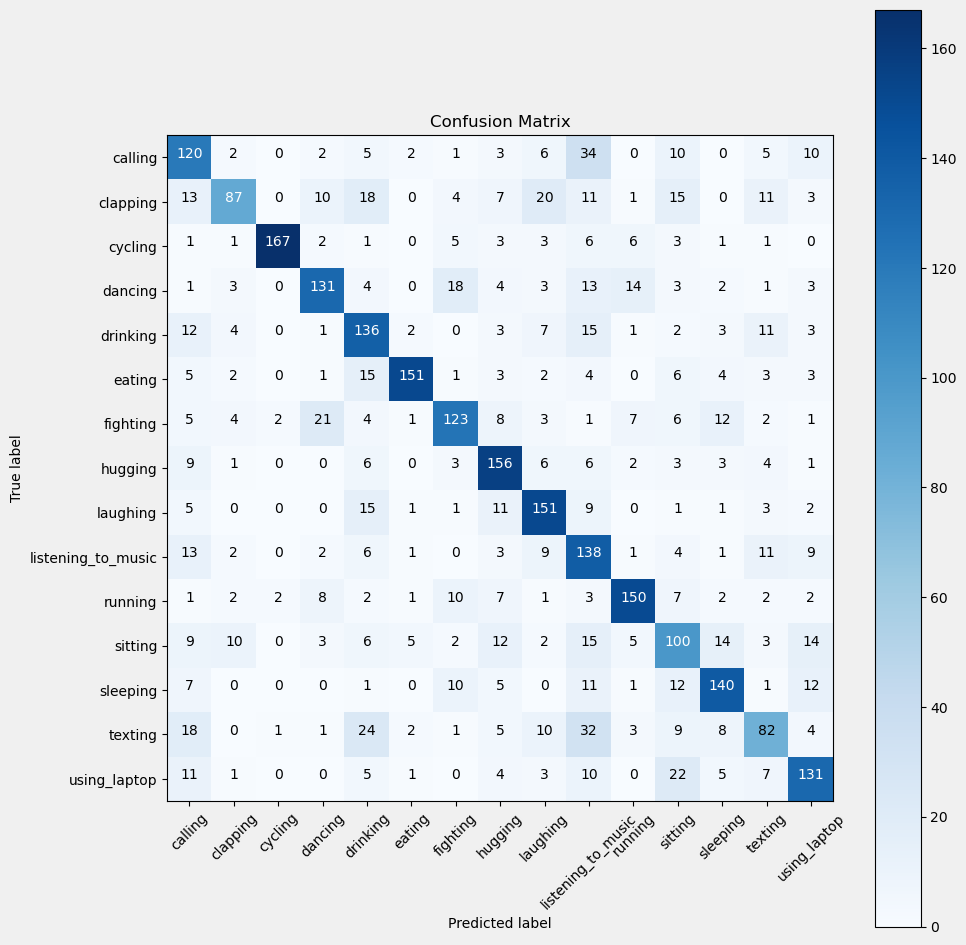 Confusion Matrix
calling 120 2 0 2 5 2 1 3 6 34 0 10 0 5 10
clapping 13 87 0 10 18 0 4 7 20 11 1 15 0 11 3
cycling 1 1 167 2 1 0 5 3 3 6 6 3 1 1 0
dancing 1 3 0 131 4 0 18 4 3 13 14 3 2 1 3
drinking 12 4 0 1 136 2 0 3 7 15 1 2 3 11 3
eating 5 2 0 1 15 151 1 3 2 4 0 6 4 3 3
fighting 5 4 2 21 4 1 123 8 3 1 7 6 12 2 1
hugging 9 1 0 0 6 0 3 156 6 6 2 3 3 4 1
laughing 5 0 0 0 15 1 1 11 151 9 0 1 1 3 2
listening_to_music 13 2 0 2 6 1 0 3 9 138 1 4 1 11 9
running 1 2 2 8 2 1 10 7 1 3 150 7 2 2 2
sitting 9 10 0 3 6 5 2 12 2 15 5 100 14 3 14
sleeping 7 0 0 0 1 0 10 5 0 11 1 12 140 1 12
texting 18 0 1 1 24 2 1 5 10 32 3 9 8 82 4
using_laptop 11 1 0 0 5 1 0 4 3 10 0 22 5 7 131
True label
calling clapping cycling dancing drinking eating fighting hugging laughing listening_to_music running sitting sleeping texting using_laptop
Predicted label
160
140
120
100
80
60
40
20
0